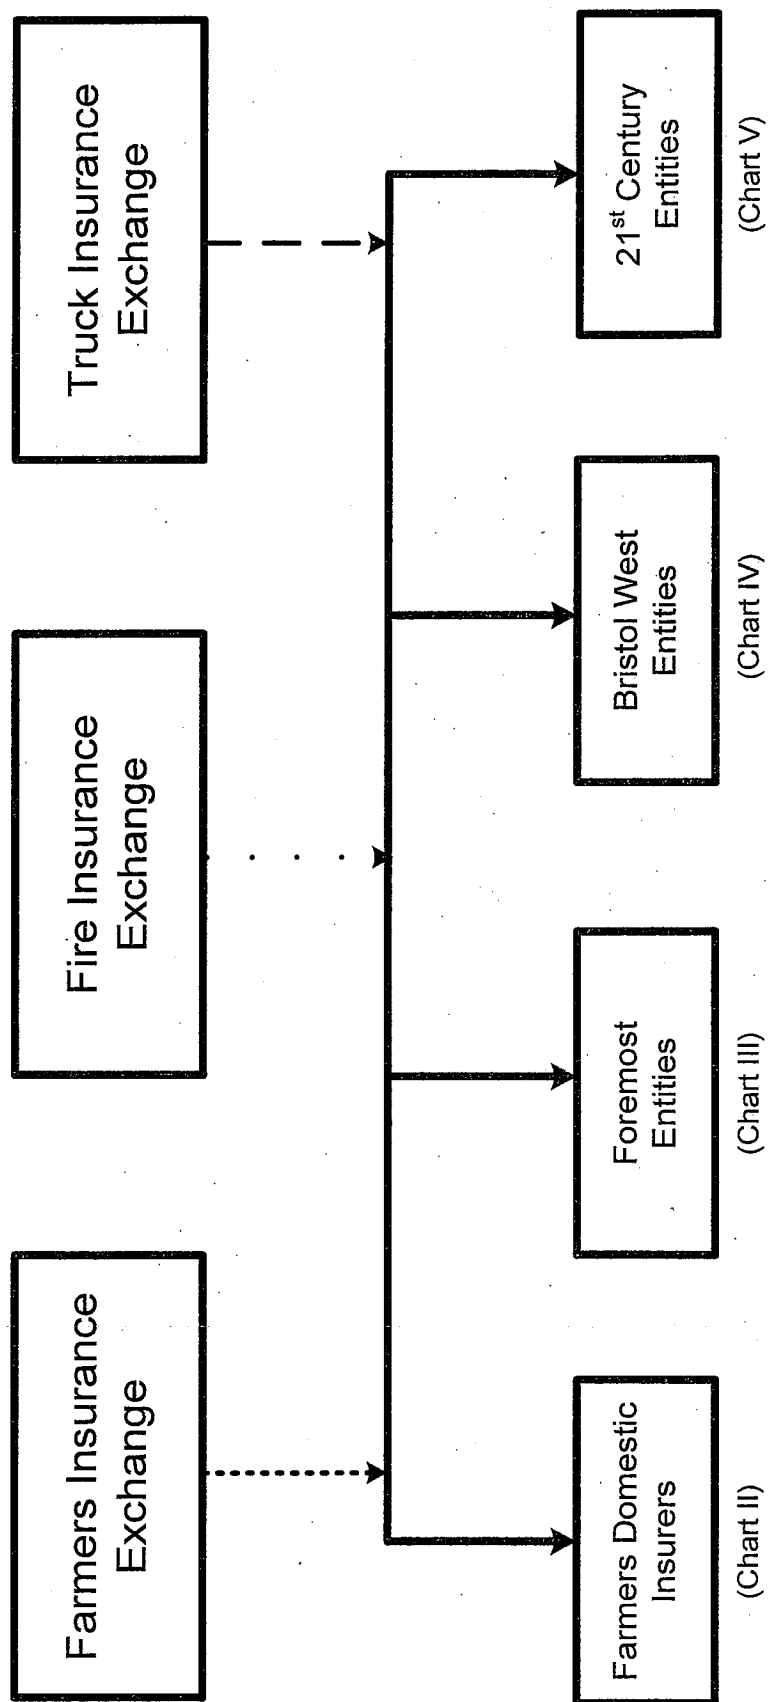 Farmers Insurance
Exchange
Fire Insurance
Exchange
Truck Insurance
Exchange
Farmers Domestic
Insurers
(Chart II)
Foremost
Entities
(Chart III)
Bristol West
Entities
(Chart IV)
21st Century
Entities
(Chart V)